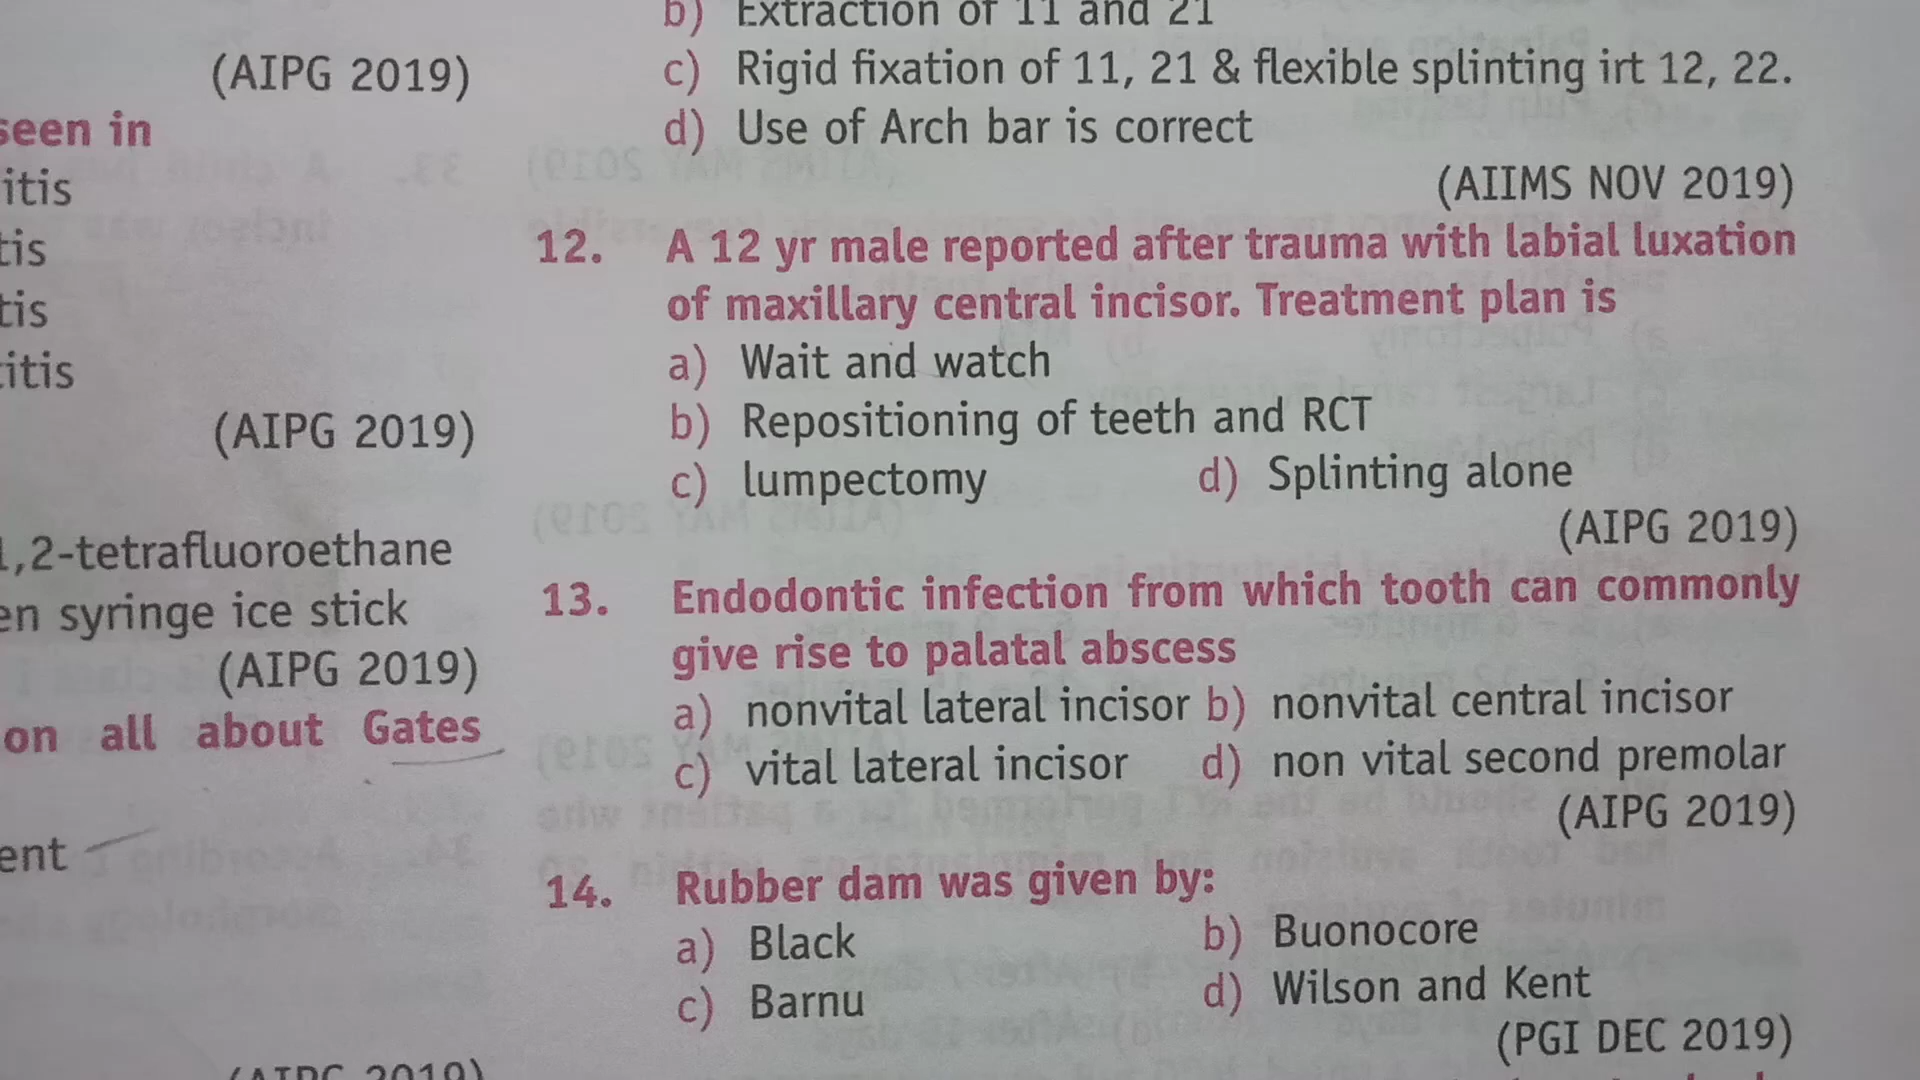 (AIPG 2019)
seen in
itis
tis
tis
itis
(AIPG 2019)
1,2-tetrafluoroethane
en syringe ice stick
(AIPG 2019)
on all about Gates
ent
(AIPG 2019)
b) Extraction of 11 and 21
c) Rigid fixation of 11, 21 & flexible splinting irt 12, 22.
d) Use of Arch bar is correct
(AIIMS NOV 2019)
12. A 12 yr male reported after trauma with labial luxation
of maxillary central incisor. Treatment plan is
a) Wait and watch
b) Repositioning of teeth and RCT
c) lumpectomy d) Splinting alone
(AIPG 2019)
13. Endodontic infection from which tooth can commonly
give rise to palatal abscess
a) nonvital lateral incisor b) nonvital central incisor
c) vital lateral incisor d) non vital second premolar
(AIPG 2019)
14. Rubber dam was given by:
a) Black b) Buonocore
c) Barnu d) Wilson and Kent
(PGI DEC 2019)